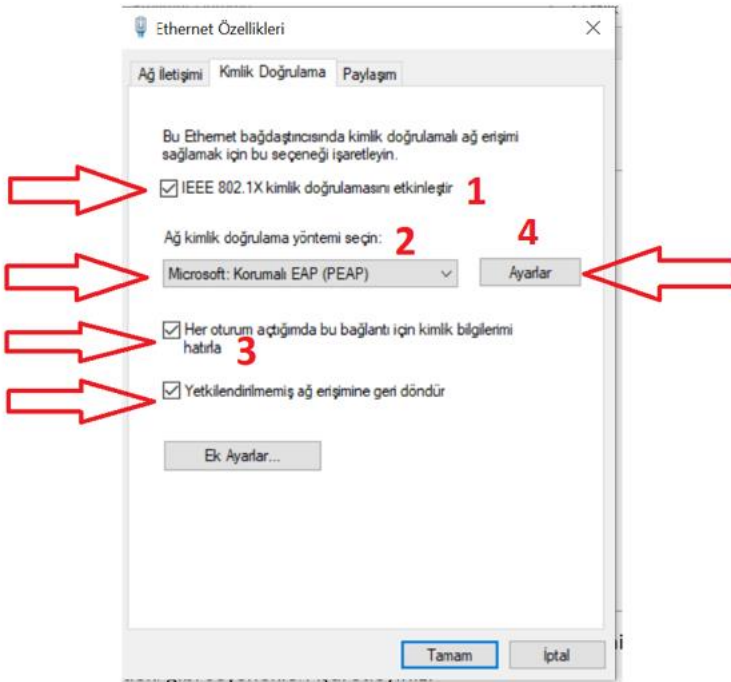 Ethernet Özellikleri
Ağ İletişimi Kimlik Doğrulama Paylaşım
Bu Ethernet bağdaştırıcısında kimlik doğrulamalı ağ erişimi
sağlamak için bu seçeneği işaretleyin.
IEEE 802.1X kimlik doğrulamasını etkinleştir 1
Ağ kimlik doğrulama yöntemi seçin: 2 4
Microsoft: Korumalı EAP (PEAP) Ayarlar
Her oturum açtığımda bu bağlantı için kimlik bilgilerimi
hatırla 3
Yetkilendirilmemiş ağ erişimine geri döndür
Ek Ayarlar...
Tamam İptal